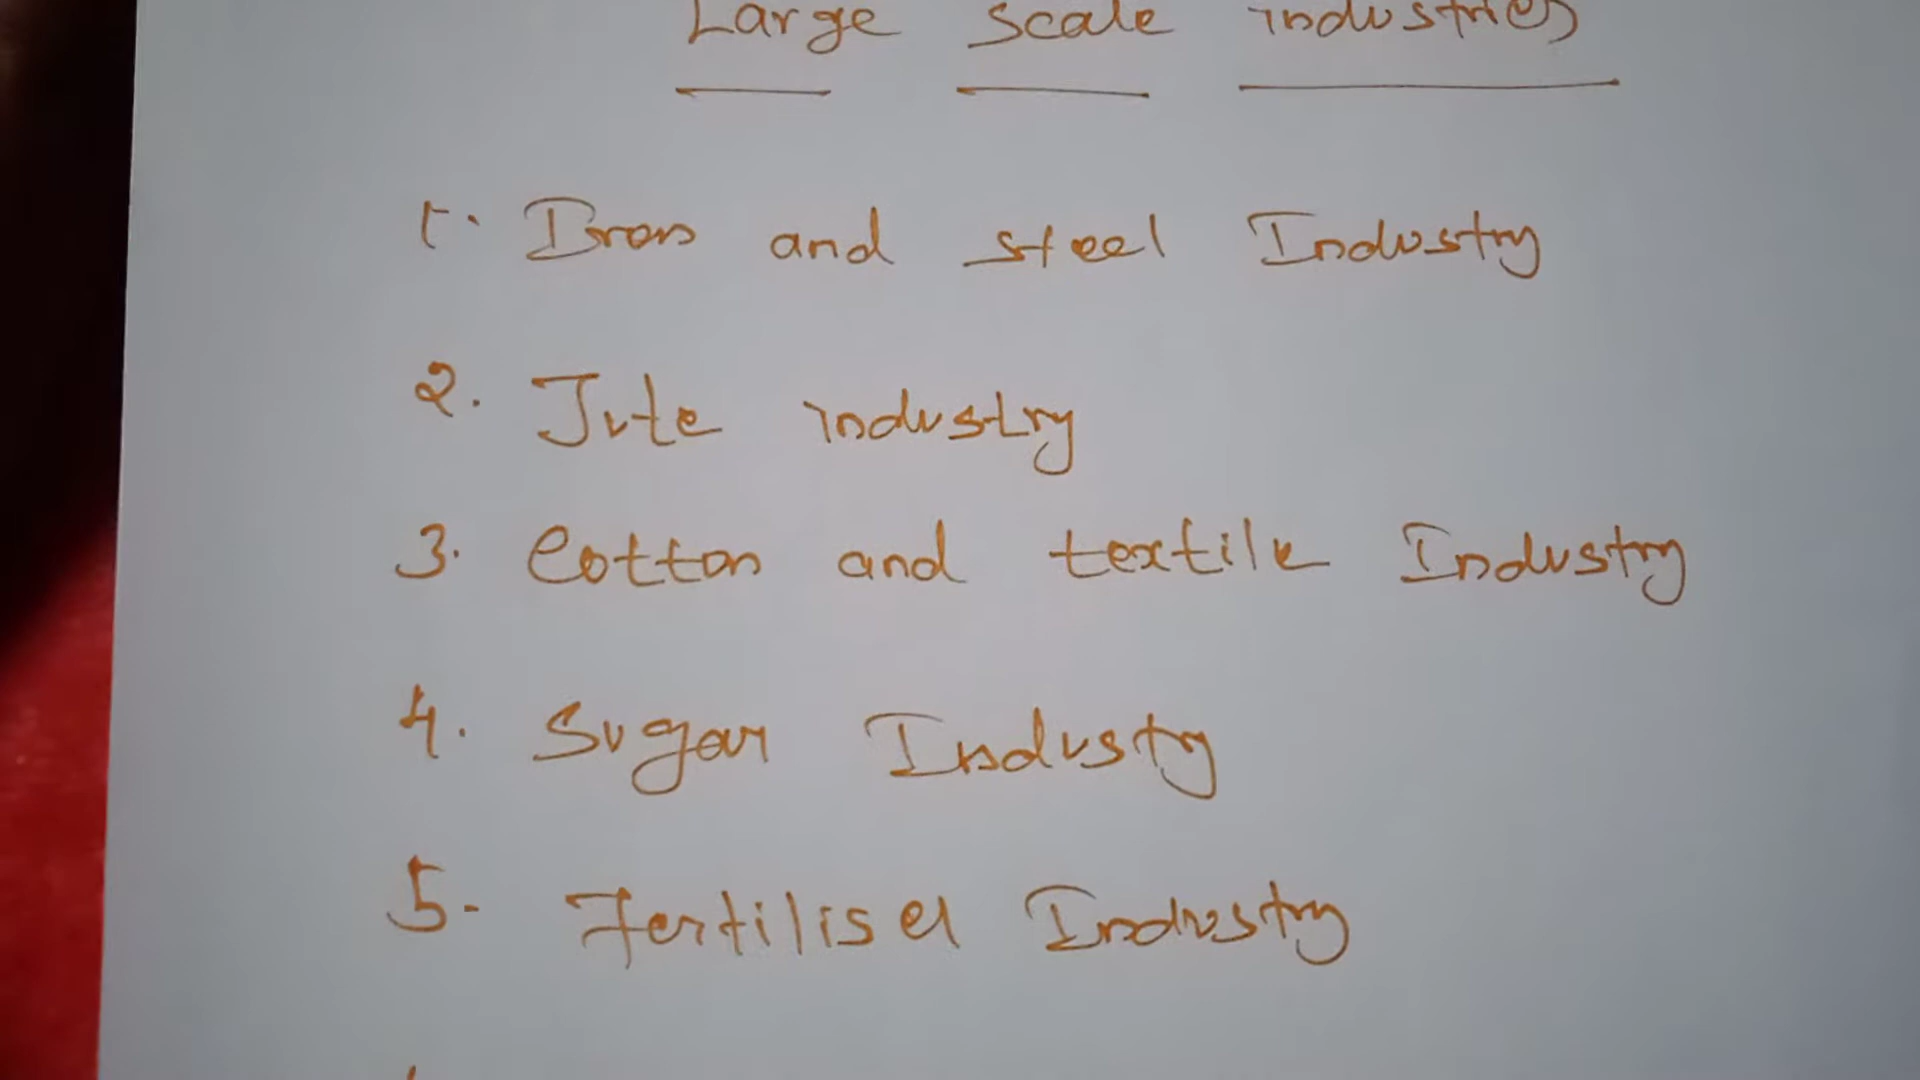 Large Scale industries
1. Iron and steel Industry
2. Jute industry
3. Cotton and textile Industry
4. Sugar Industry
5. Fertiliser Industry